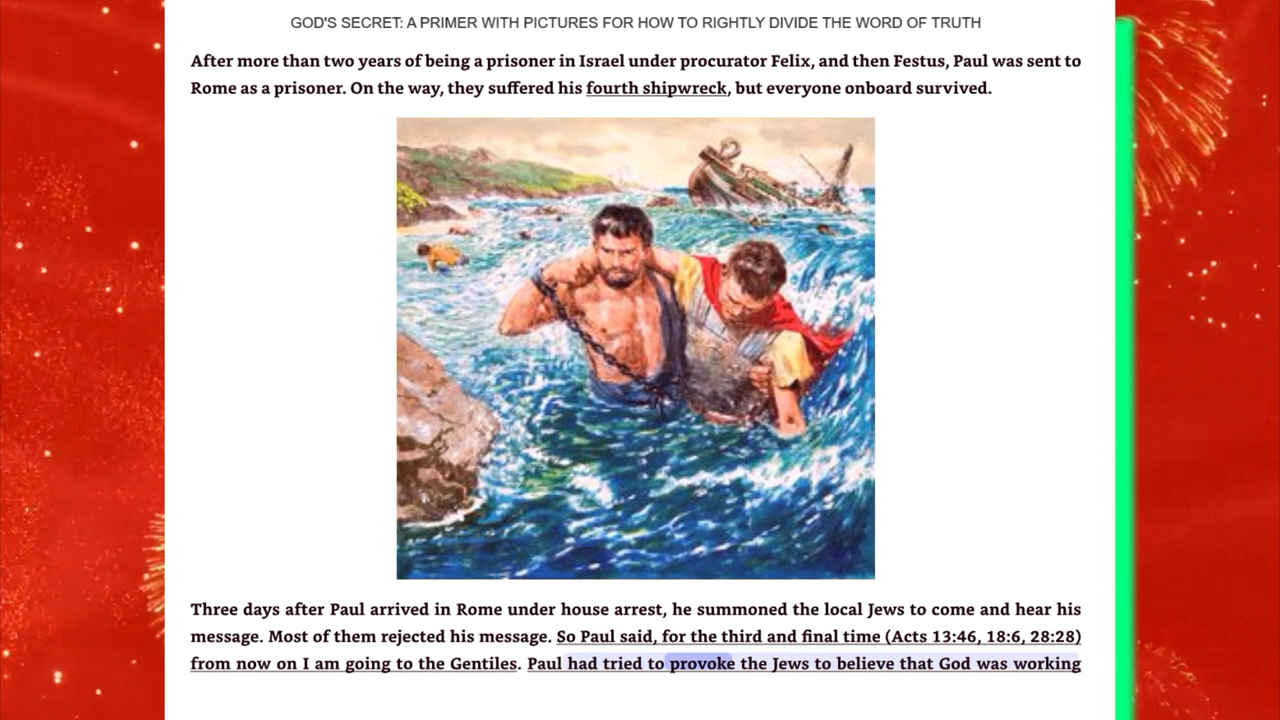 GOD'S SECRET: A PRIMER WITH PICTURES FOR HOW TO RIGHTLY DIVIDE THE WORD OF TRUTH
After more than two years of being a prisoner in Israel under procurator Felix, and then Festus, Paul was sent to
Rome as a prisoner. On the way, they suffered his fourth shipwreck, but everyone onboard survived.
Three days after Paul arrived in Rome under house arrest, he summoned the local Jews to come and hear his
message. Most of them rejected his message. So Paul said, for the third and final time (Acts 13:46, 18:6, 28:28)
from now on I am going to the Gentiles. Paul had tried to provoke the Jews to believe that God was working